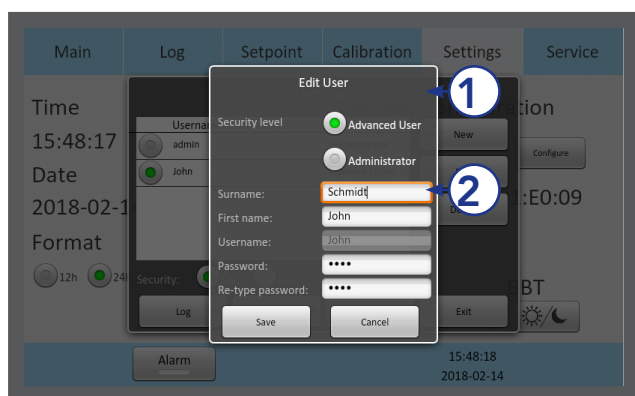 Main Log Setpoint Calibration Settings Service
Edit User
1
Time
Security level Advanced User
Administrator
15:48:17
admin
John
New
Configure
Date
2018-02-1
:E0:09
2
Surname: Schmidt
First name: John
Username: John
Format
Password: ••••
12h 24
Security:
Re-type password: ••••
BT
Log Save Cancel Exit
Alarm
15:48:18
2018-02-14